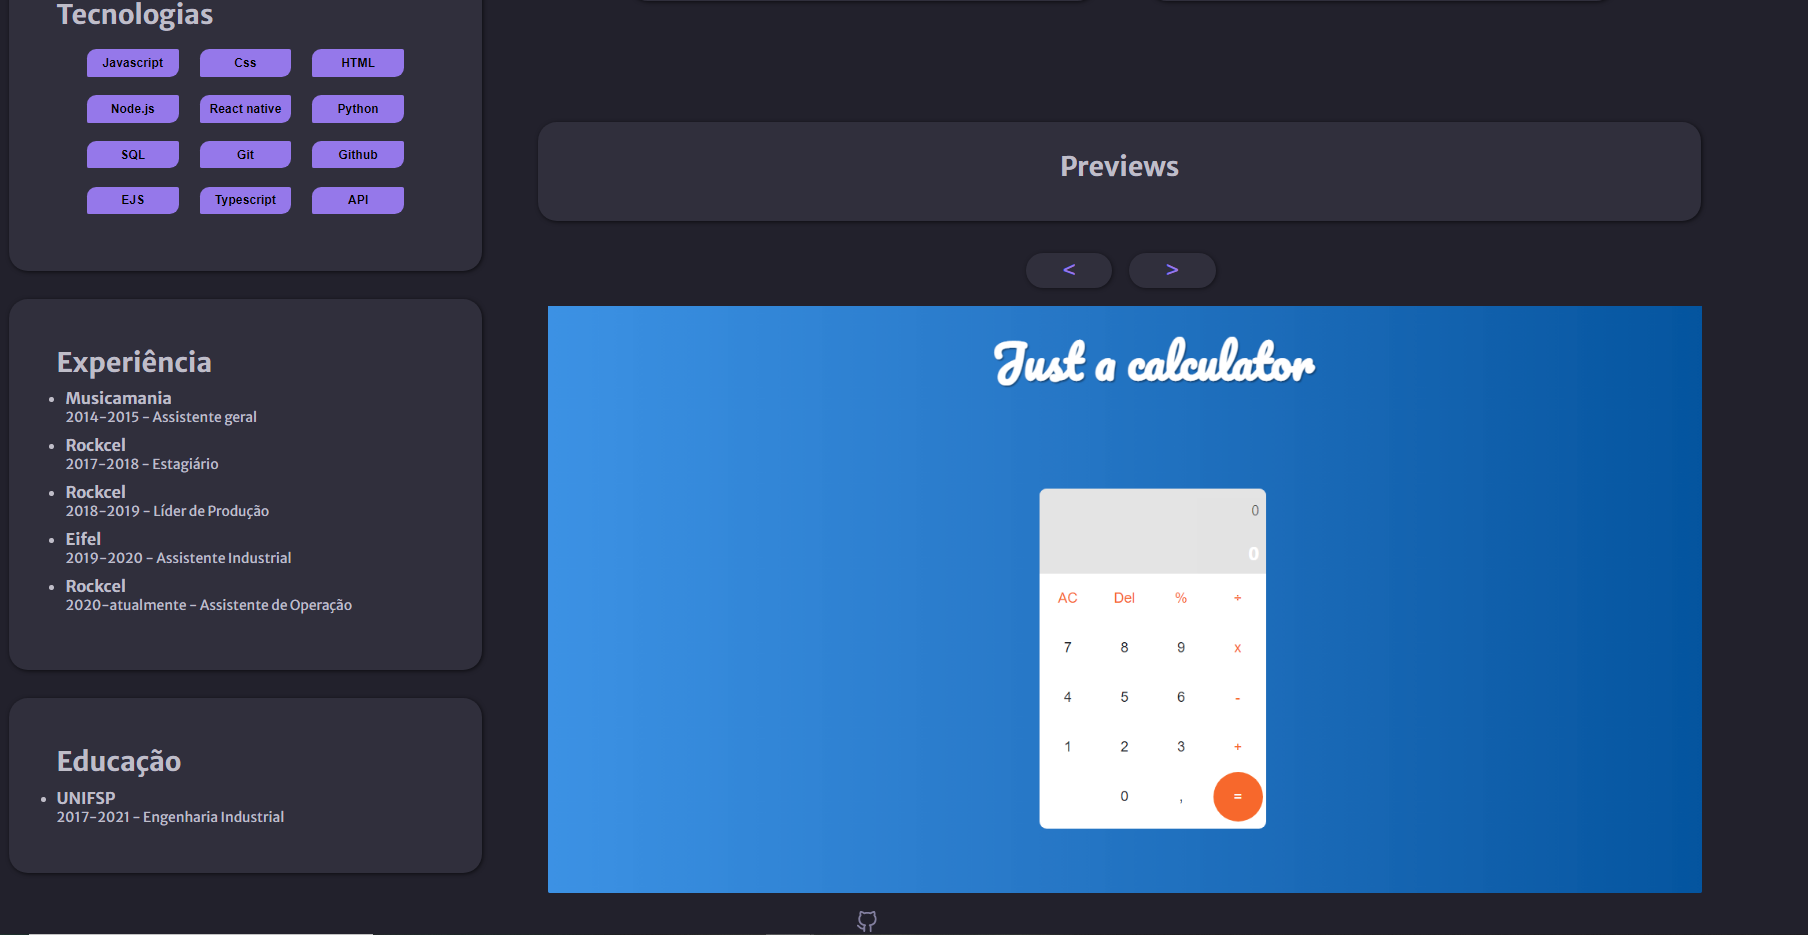 Tecnologias
Javascript Css HTML
Node.js React native Python
SQL Git Github
EJS Typescript API
Experiência
Musicamania
2014-2015 - Assistente geral
Rockcel
2017-2018 - Estagiário
Rockcel
2018-2019 - Líder de Produção
Eifel
2019-2020 - Assistente Industrial
Rockcel
2020-atualmente - Assistente de Operação
Educação
UNIFSP
2017-2021 - Engenharia Industrial
Previews
< >
Just a calculator
0
0
AC Del % ÷
7 8 9 x
4 5 6 -
1 2 3 +
0 , =